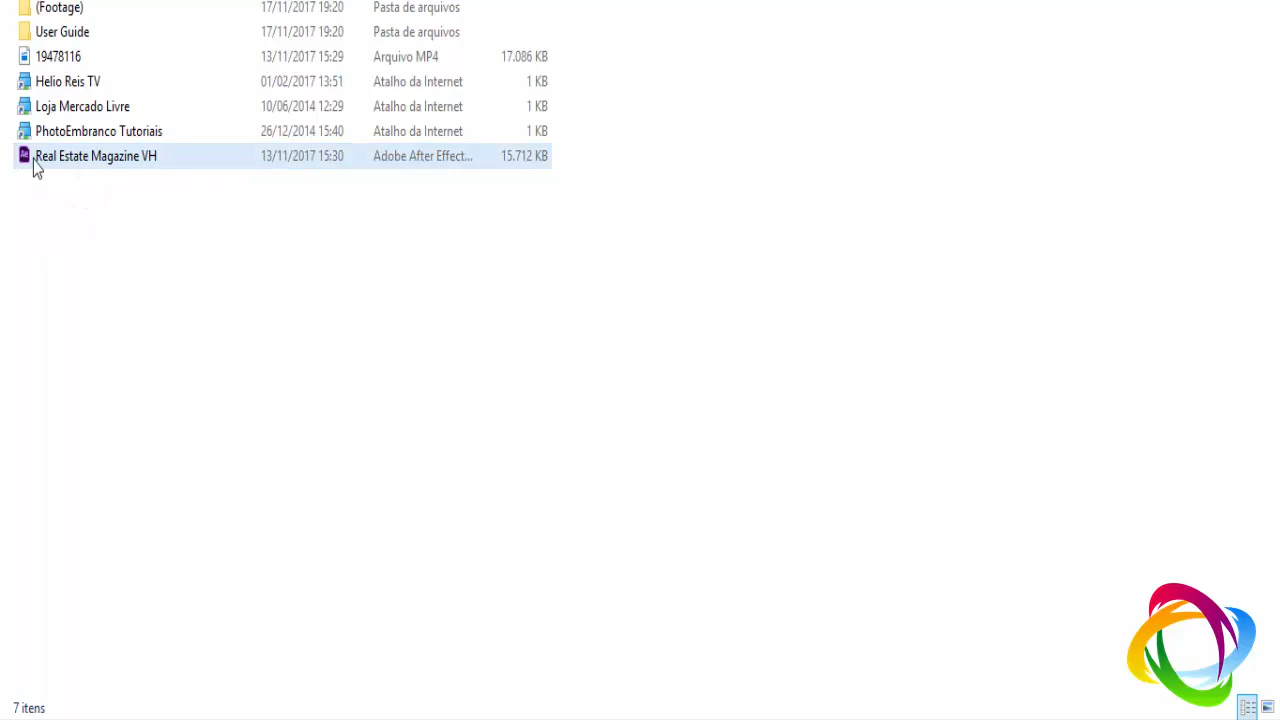 (Footage) 17/11/2017 19:20 Pasta de arquivos
User Guide 17/11/2017 19:20 Pasta de arquivos
19478116 13/11/2017 15:29 Arquivo MP4 17.086 KB
Helio Reis TV 01/02/2017 13:51 Atalho da Internet 1 KB
Loja Mercado Livre 10/06/2014 12:29 Atalho da Internet 1 KB
PhotoEmbranco Tutoriais 26/12/2014 15:40 Atalho da Internet 1 KB
Ae Real Estate Magazine VH 13/11/2017 15:30 Adobe After Effect... 15.712 KB
7 itens